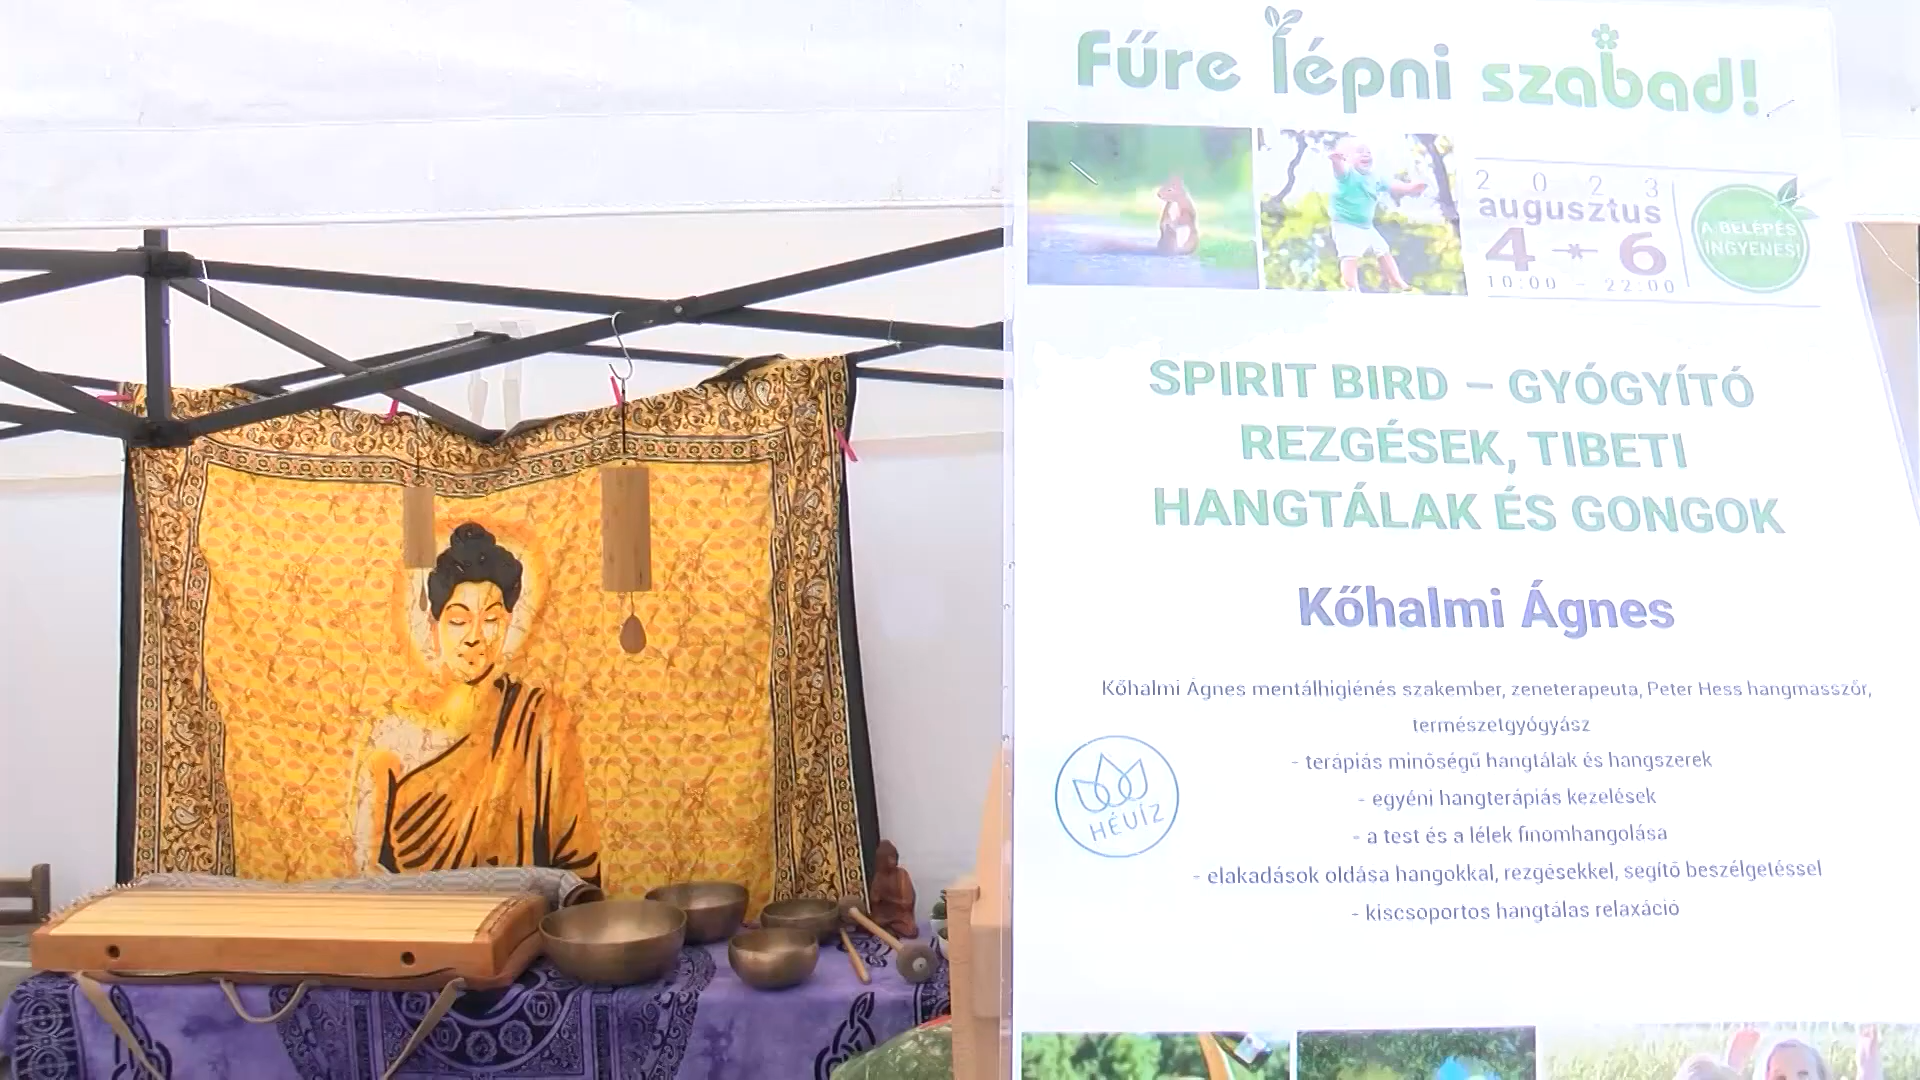 Fűre lépni szabad!
2023
augusztus
4 * 6
10:00 - 22:00
A BELÉPÉS
INGYENES!
SPIRIT BIRD – GYÓGYÍTÓ
REZGÉSEK, TIBETI
HANGTÁLAK ÉS GONGOK
Kőhalmi Ágnes
Kőhalmi Ágnes mentálhigiénés szakember, zeneterapeuta, Peter Hess hangmasszőr,
természetgyógyász
- terápiás minőségű hangtálak és hangszerek
- egyéni hangterápiás kezelések
- a test és a lélek finomhangolása
- elakadások oldása hangokkal, rezgésekkel, segítő beszélgetéssel
- kiscsoportos hangtálas relaxáció
HÉVÍZ